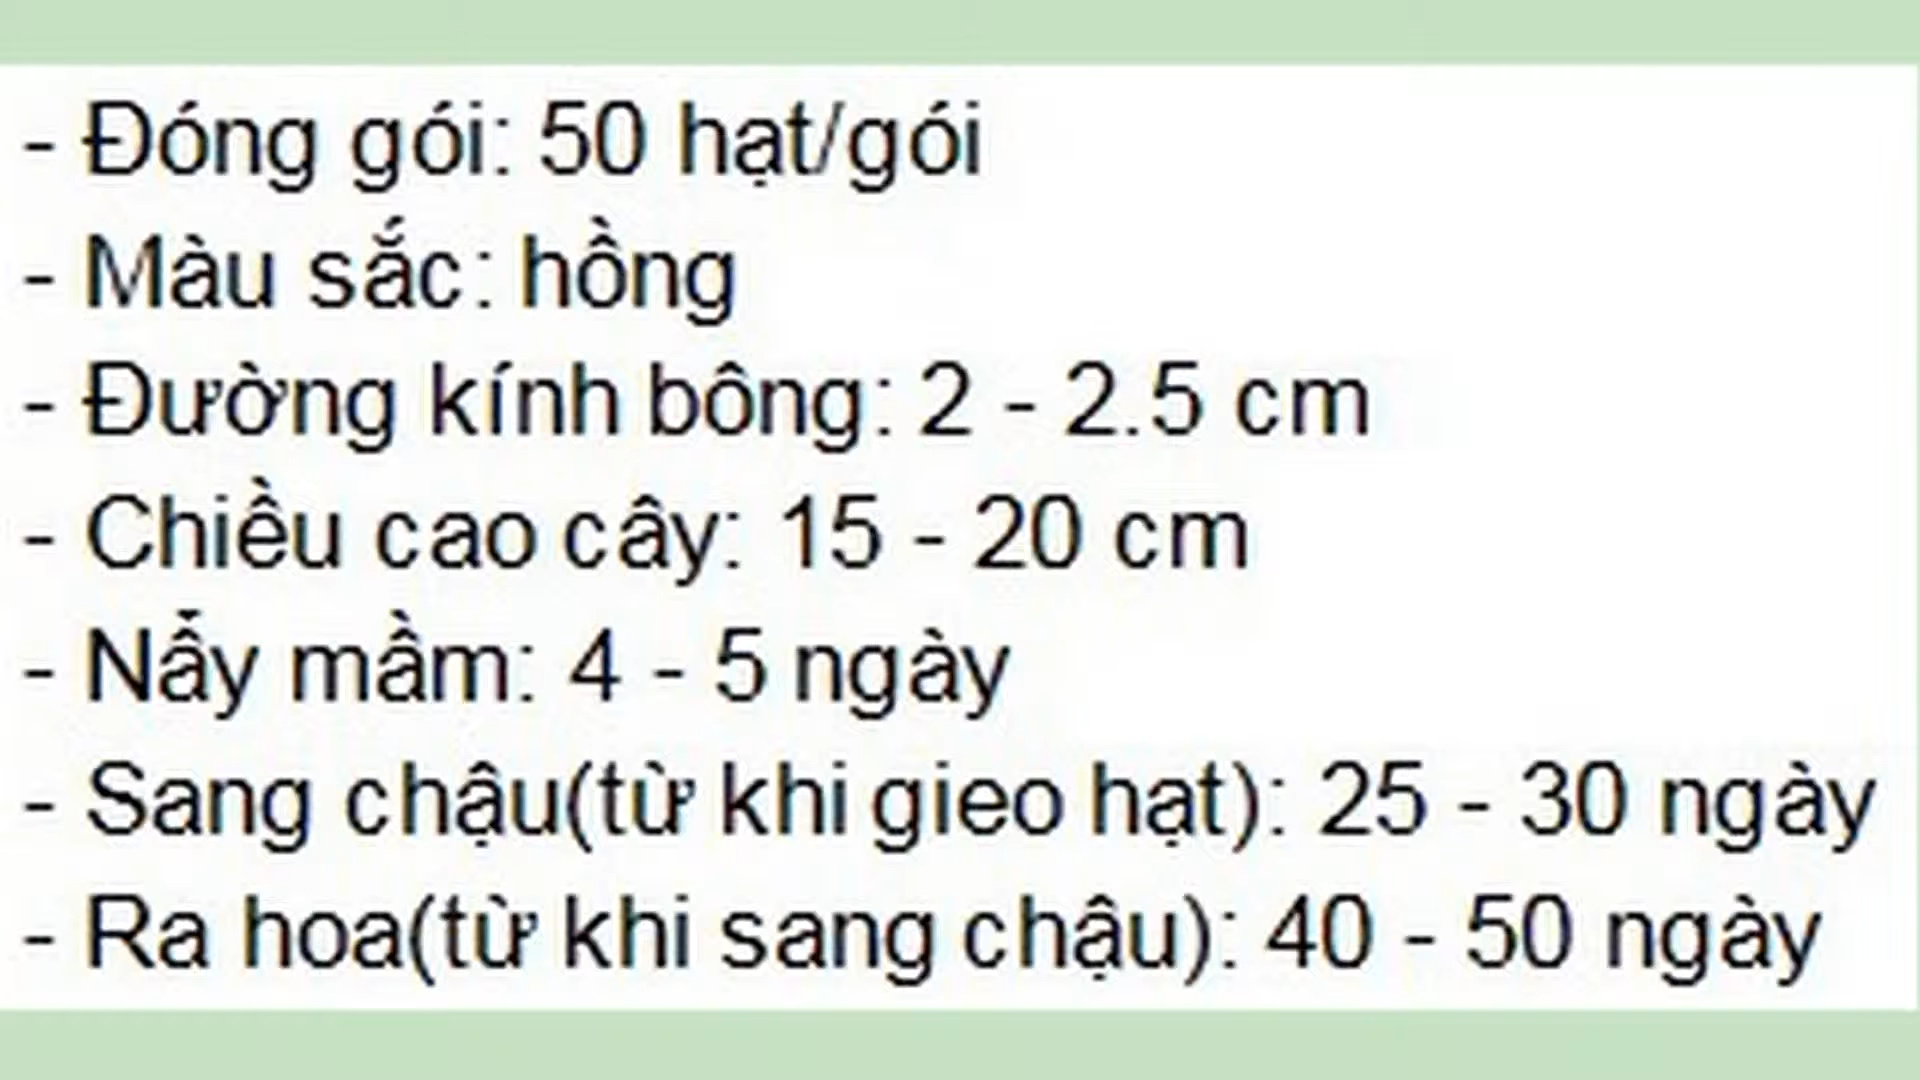 - Đóng gói: 50 hạt/gói
- Màu sắc: hồng
- Đường kính bông: 2 - 2.5 cm
- Chiều cao cây: 15 - 20 cm
- Nẫy mầm: 4 - 5 ngày
- Sang chậu(từ khi gieo hạt): 25 - 30 ngày
- Ra hoa(từ khi sang chậu): 40 - 50 ngày